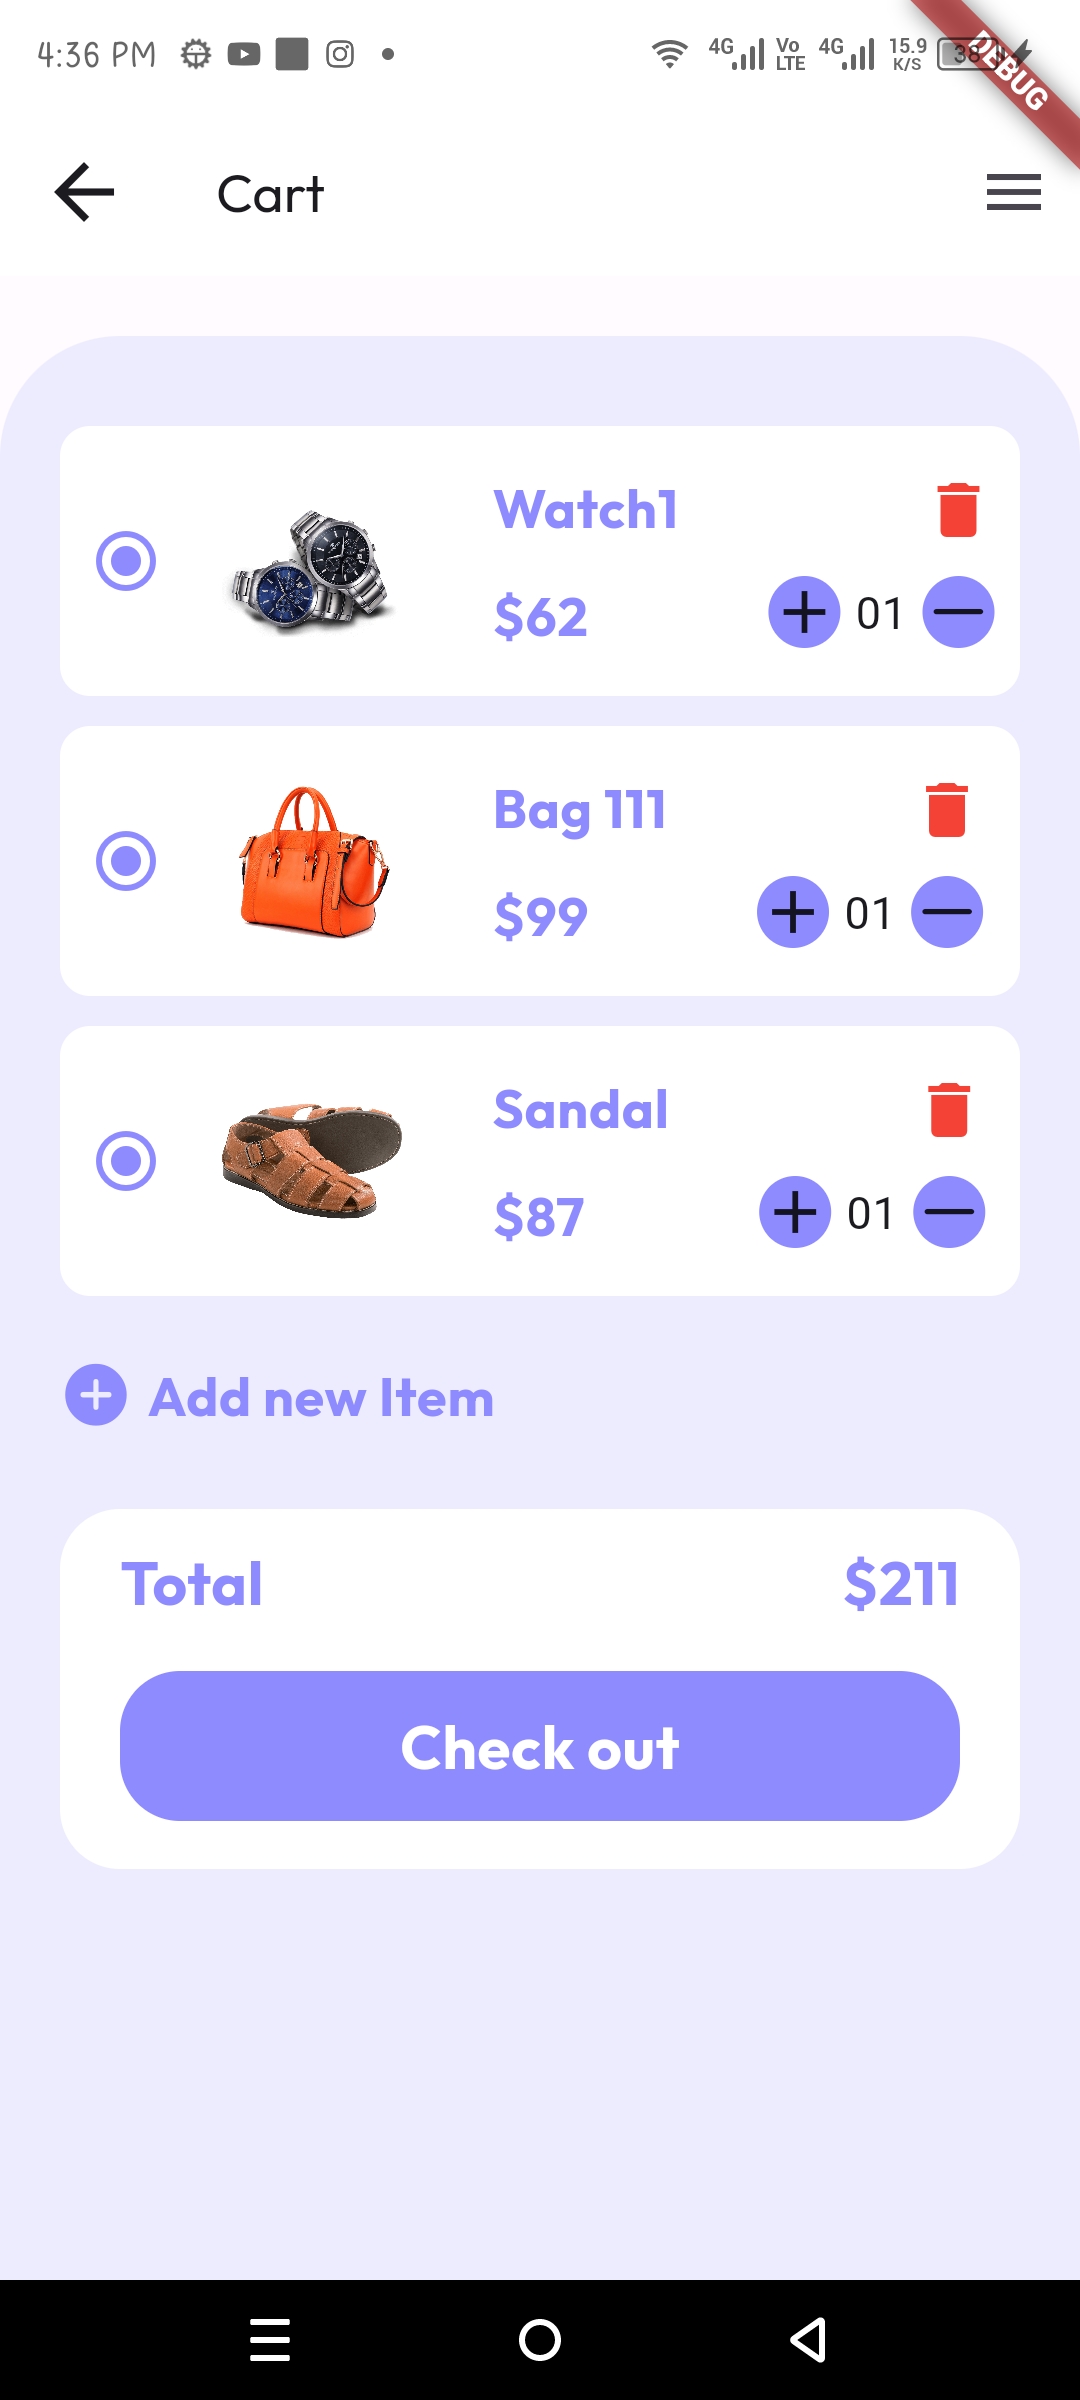 4:36 PM
4G Vo LTE 4G 15.9 K/S 38
DEBUG
Cart
Watch1
$62
01
Bag 111
$99
01
Sandal
$87
01
Add new Item
Total $211
Check out